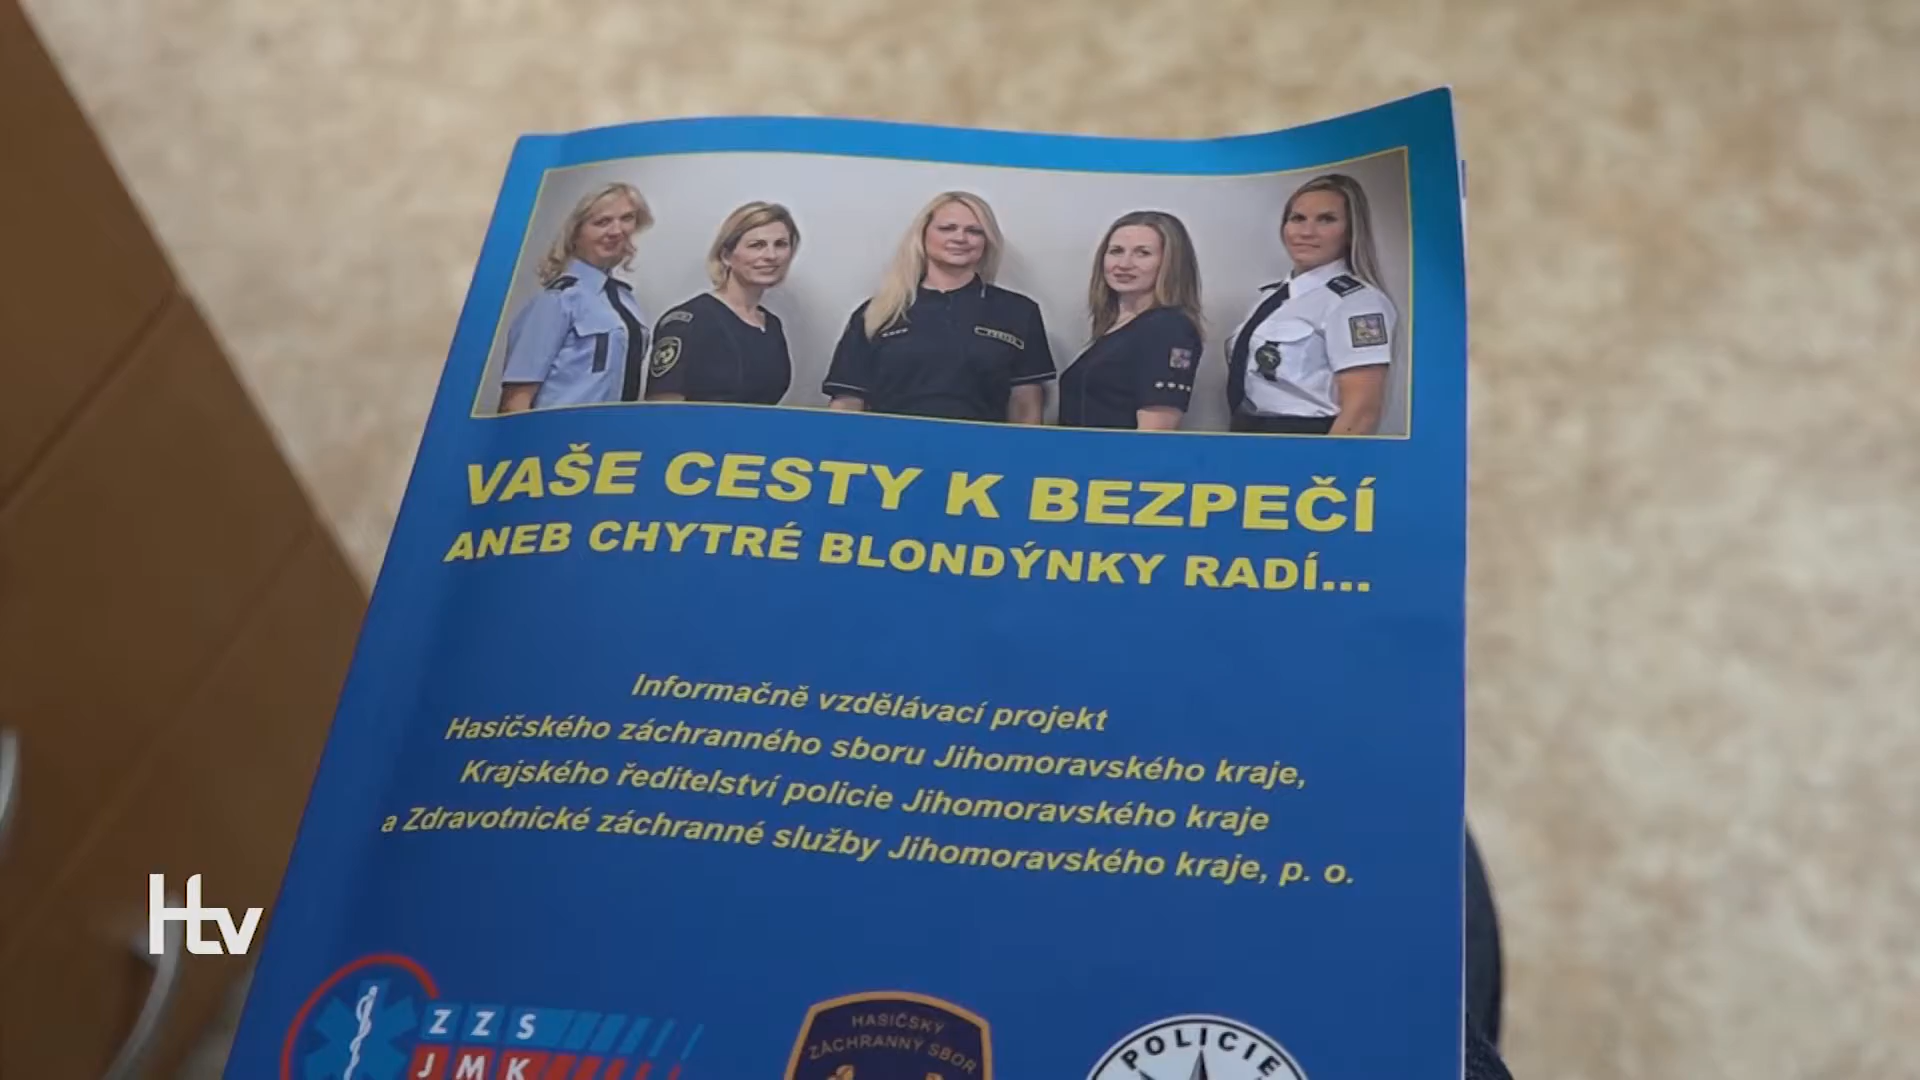 VAŠE CESTY K BEZPEČÍ
ANEB CHYTRÉ BLONDÝNKY RADÍ...
Informačně vzdělávací projekt
Hasičského záchranného sboru Jihomoravského kraje,
Krajského ředitelství policie Jihomoravského kraje
a Zdravotnické záchranné služby Jihomoravského kraje, p. o.
Htv
ZZS
JMK
HASIČSKÝ
ZÁCHRANNÝ SBOR
POLICIE